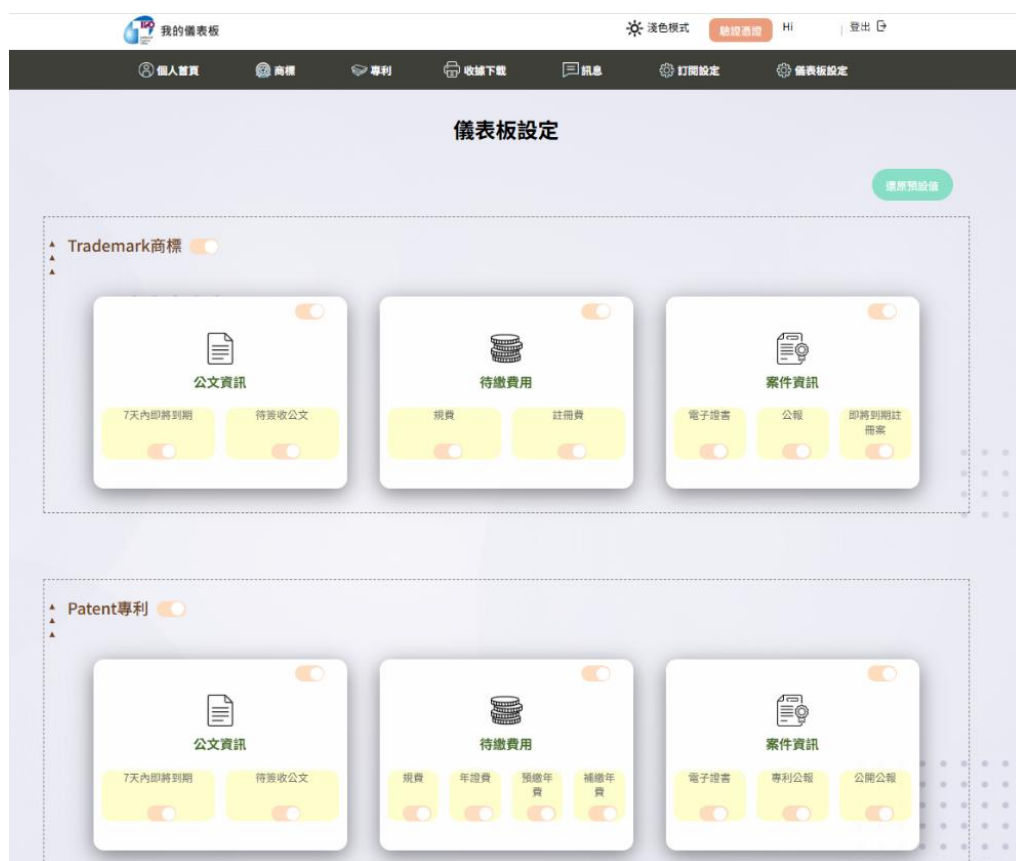 我的儀表板
淺色模式
驗證憑證
Hi
登出
個人首頁
商標
專利
收據下載
訊息
訂閱設定
儀表板設定
儀表板設定
還原預設值
Trademark商標
公文資訊
7天內即將到期
待簽收公文
待繳費用
規費
註冊費
案件資訊
電子證書
公報
即將到期註
冊案
Patent專利
公文資訊
7天內即將到期
待簽收公文
待繳費用
規費
年證費
預繳年
費
補繳年
費
案件資訊
電子證書
專利公報
公開公報